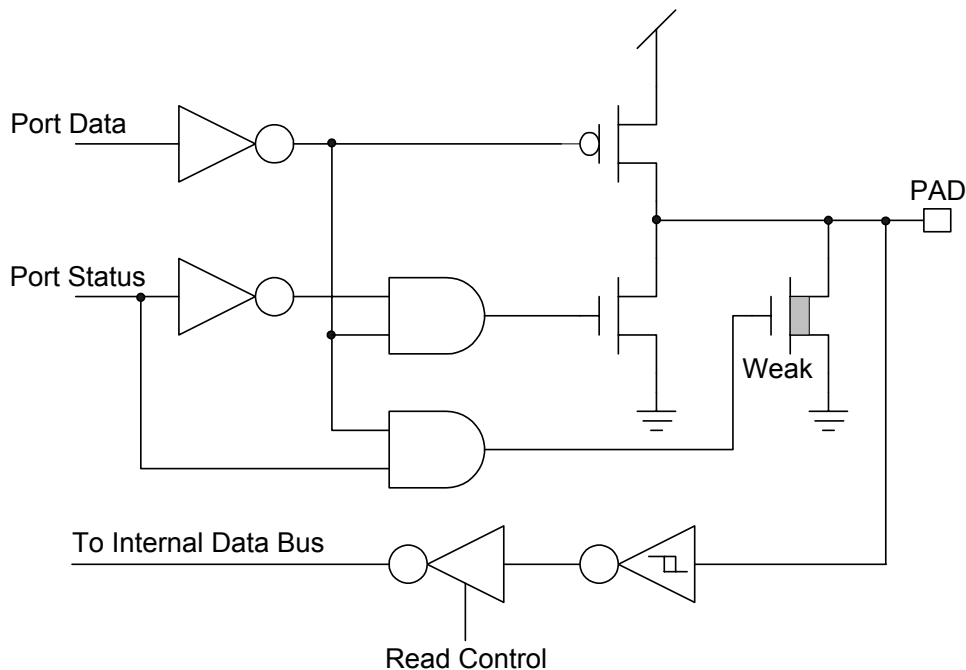 Port Data
PAD
Port Status
Weak
To Internal Data Bus
Read Control